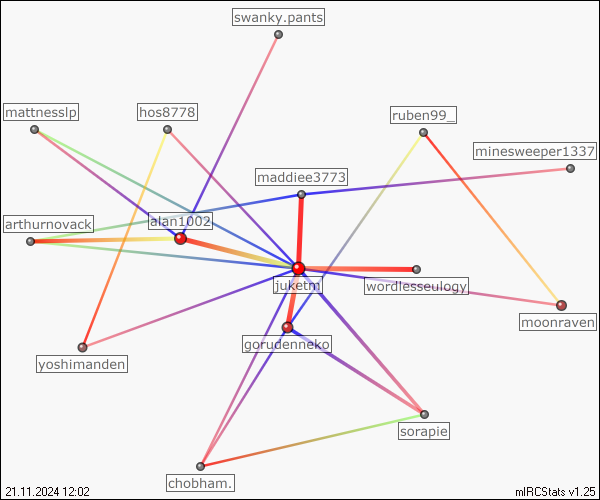 swanky.pants
mattnesslp
hos8778
ruben99_
minesweeper1337
maddiee3773
arthurnovack
alan1002
juketm
wordlesseulogy
moonraven
gorudenneko
yoshimanden
sorapie
chobham.
21.11.2024 12:02
mIRCStats v1.25